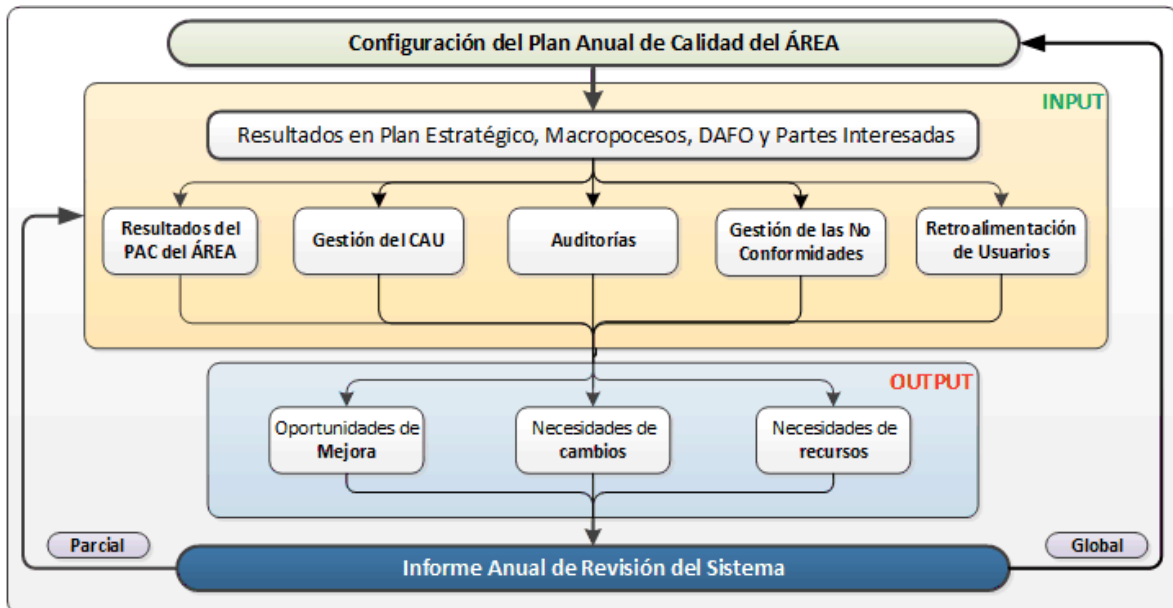 Configuración del Plan Anual de Calidad del ÁREA
INPUT
Resultados en Plan Estratégico, Macropocesos, DAFO y Partes Interesadas
Resultados del
PAC del ÁREA
Gestión del CAU
Auditorías
Gestión de las No
Conformidades
Retroalimentación
de Usuarios
OUTPUT
Oportunidades de
Mejora
Necesidades de
cambios
Necesidades de
recursos
Parcial
Global
Informe Anual de Revisión del Sistema